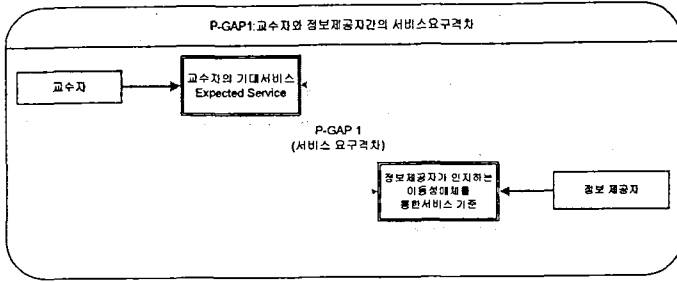 P-GAP1:교수자와 정보제공자간의 서비스요구격차
교수자
교수자의 기대서비스
Expected Service
P-GAP 1
(서비스 요구격차)
정보제공자가 인지하는
이동성매체를
통한서비스 기준
정보 제공자